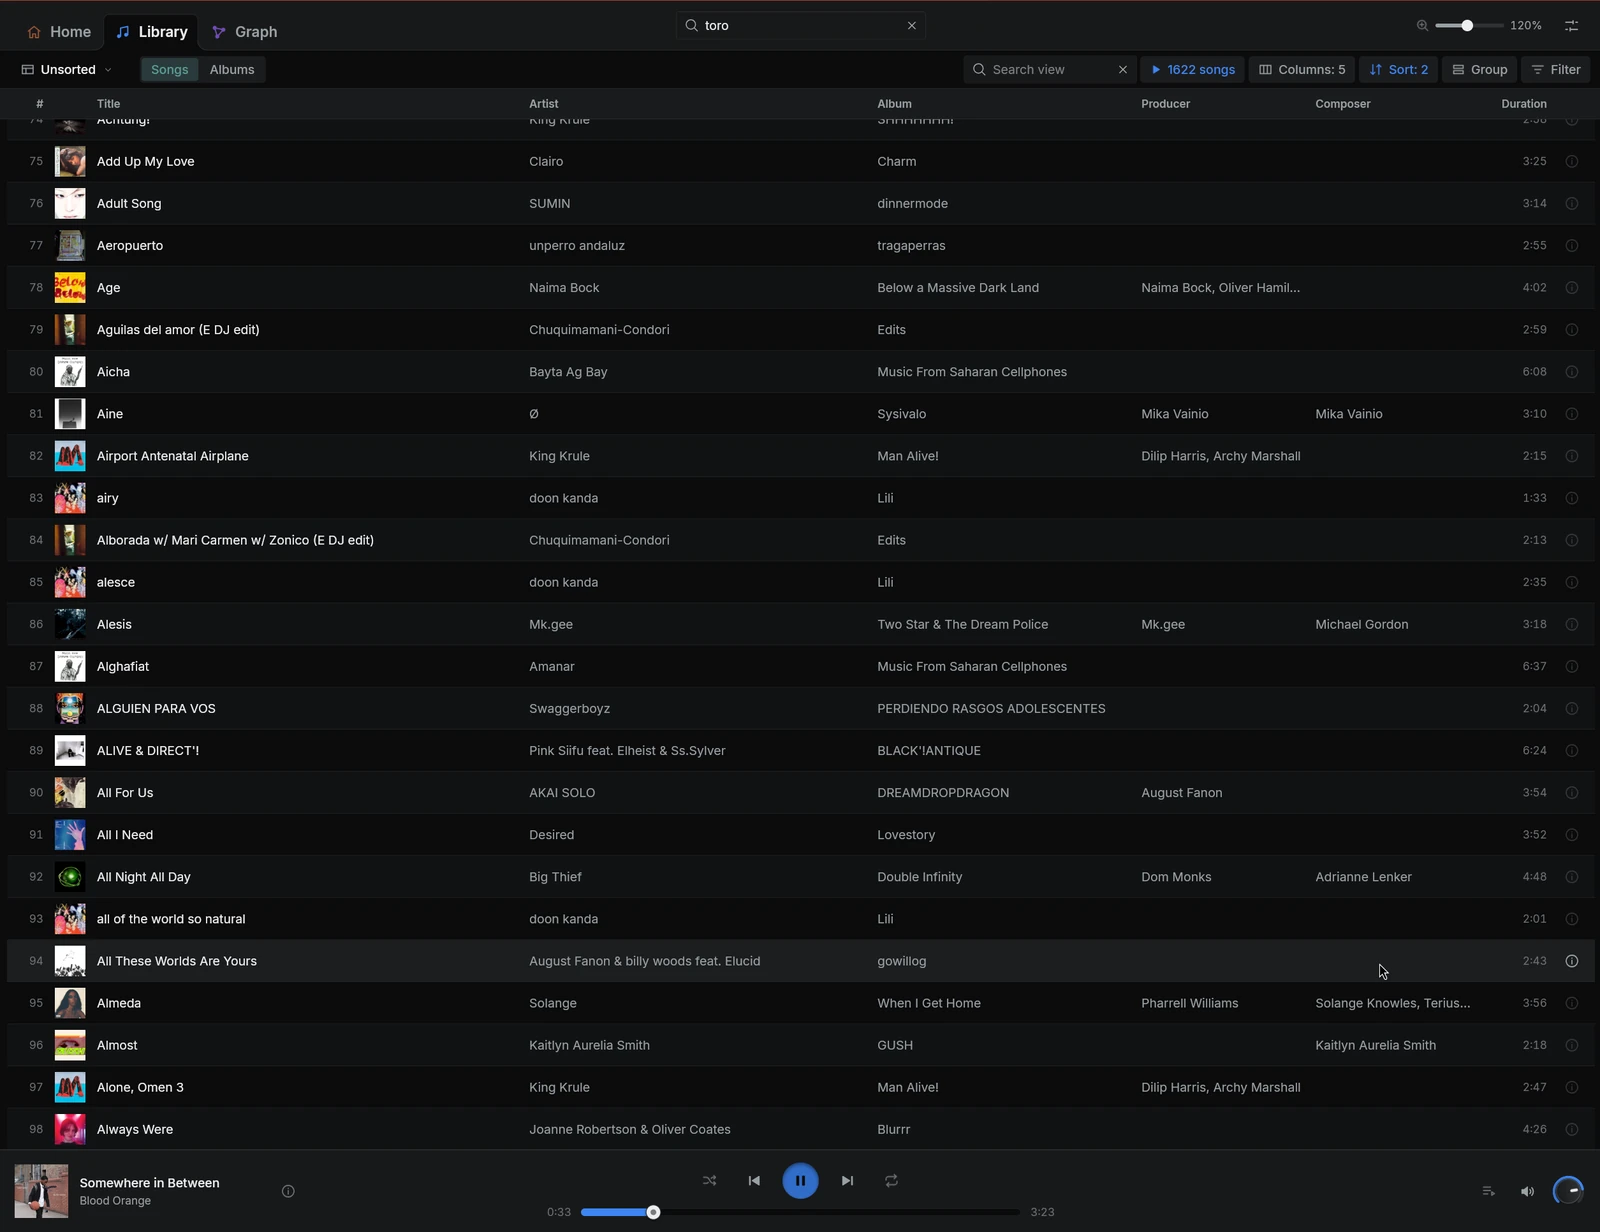 Home Library Graph toro 120%
Unsorted Songs Albums Search view 1622 songs Columns: 5 Sort: 2 Group Filter
# Title Artist Album Producer Composer Duration
74 Achtung! King Krule SHHHHHHH! 2:38
75 Add Up My Love Clairo Charm 3:25
76 Adult Song SUMIN dinnermode 3:14
77 Aeropuerto unperro andaluz tragaperras 2:55
78 Age Naima Bock Below a Massive Dark Land Naima Bock, Oliver Hamil... 4:02
79 Aguilas del amor (E DJ edit) Chuquimamani-Condori Edits 2:59
80 Aicha Bayta Ag Bay Music From Saharan Cellphones 6:08
81 Aine Ø Sysivalo Mika Vainio Mika Vainio 3:10
82 Airport Antenatal Airplane King Krule Man Alive! Dilip Harris, Archy Marshall 2:15
83 airy doon kanda Lili 1:33
84 Alborada w/ Mari Carmen w/ Zonico (E DJ edit) Chuquimamani-Condori Edits 2:13
85 alesce doon kanda Lili 2:35
86 Alesis Mk.gee Two Star & The Dream Police Mk.gee Michael Gordon 3:18
87 Alghafiat Amanar Music From Saharan Cellphones 6:37
88 ALGUIEN PARA VOS Swaggerboyz PERDIENDO RASGOS ADOLESCENTES 2:04
89 ALIVE & DIRECT'! Pink Siifu feat. Elheist & Ss.Sylver BLACK'!ANTIQUE 6:24
90 All For Us AKAI SOLO DREAMDROPDRAGON August Fanon 3:54
91 All I Need Desired Lovestory 3:52
92 All Night All Day Big Thief Double Infinity Dom Monks Adrianne Lenker 4:48
93 all of the world so natural doon kanda Lili 2:01
94 All These Worlds Are Yours August Fanon & billy woods feat. Elucid gowillog 2:43
95 Almeda Solange When I Get Home Pharrell Williams Solange Knowles, Terius... 3:56
96 Almost Kaitlyn Aurelia Smith GUSH Kaitlyn Aurelia Smith 2:18
97 Alone, Omen 3 King Krule Man Alive! Dilip Harris, Archy Marshall 2:47
98 Always Were Joanne Robertson & Oliver Coates Blurrr 4:26
Somewhere in Between
Blood Orange
0:33 3:23